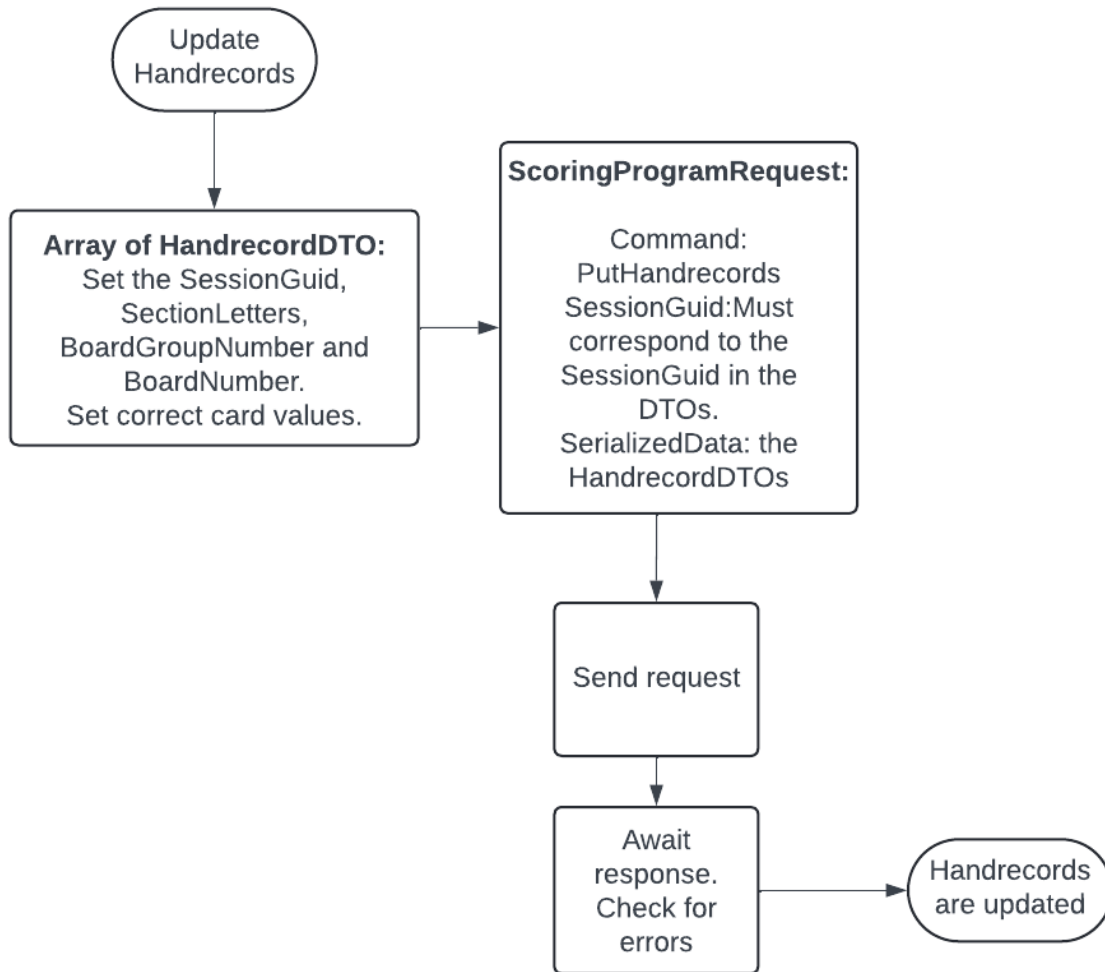 Update
Handrecords
Array of HandrecordDTO:
Set the SessionGuid,
SectionLetters,
BoardGroupNumber and
BoardNumber.
Set correct card values.
ScoringProgramRequest:
Command:
PutHandrecords
SessionGuid:Must
correspond to the
SessionGuid in the
DTOs.
SerializedData: the
HandrecordDTOs
Send request
Await
response.
Check for
errors
Handrecords
are updated